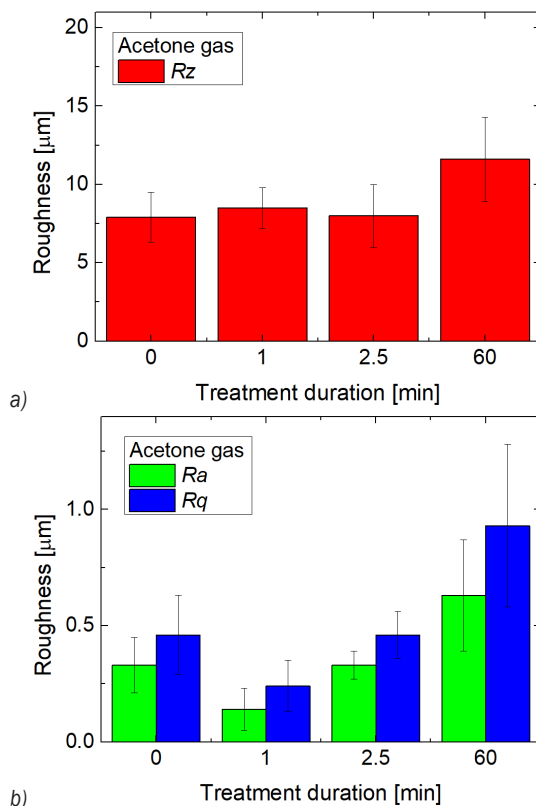 20
15
10
5
0
Roughness [μm]
Acetone gas
Rz
0 1 2.5 60
Treatment duration [min]
a)
1.0
0.5
0.0
Roughness [μm]
Acetone gas
Ra
Rq
0 1 2.5 60
Treatment duration [min]
b)